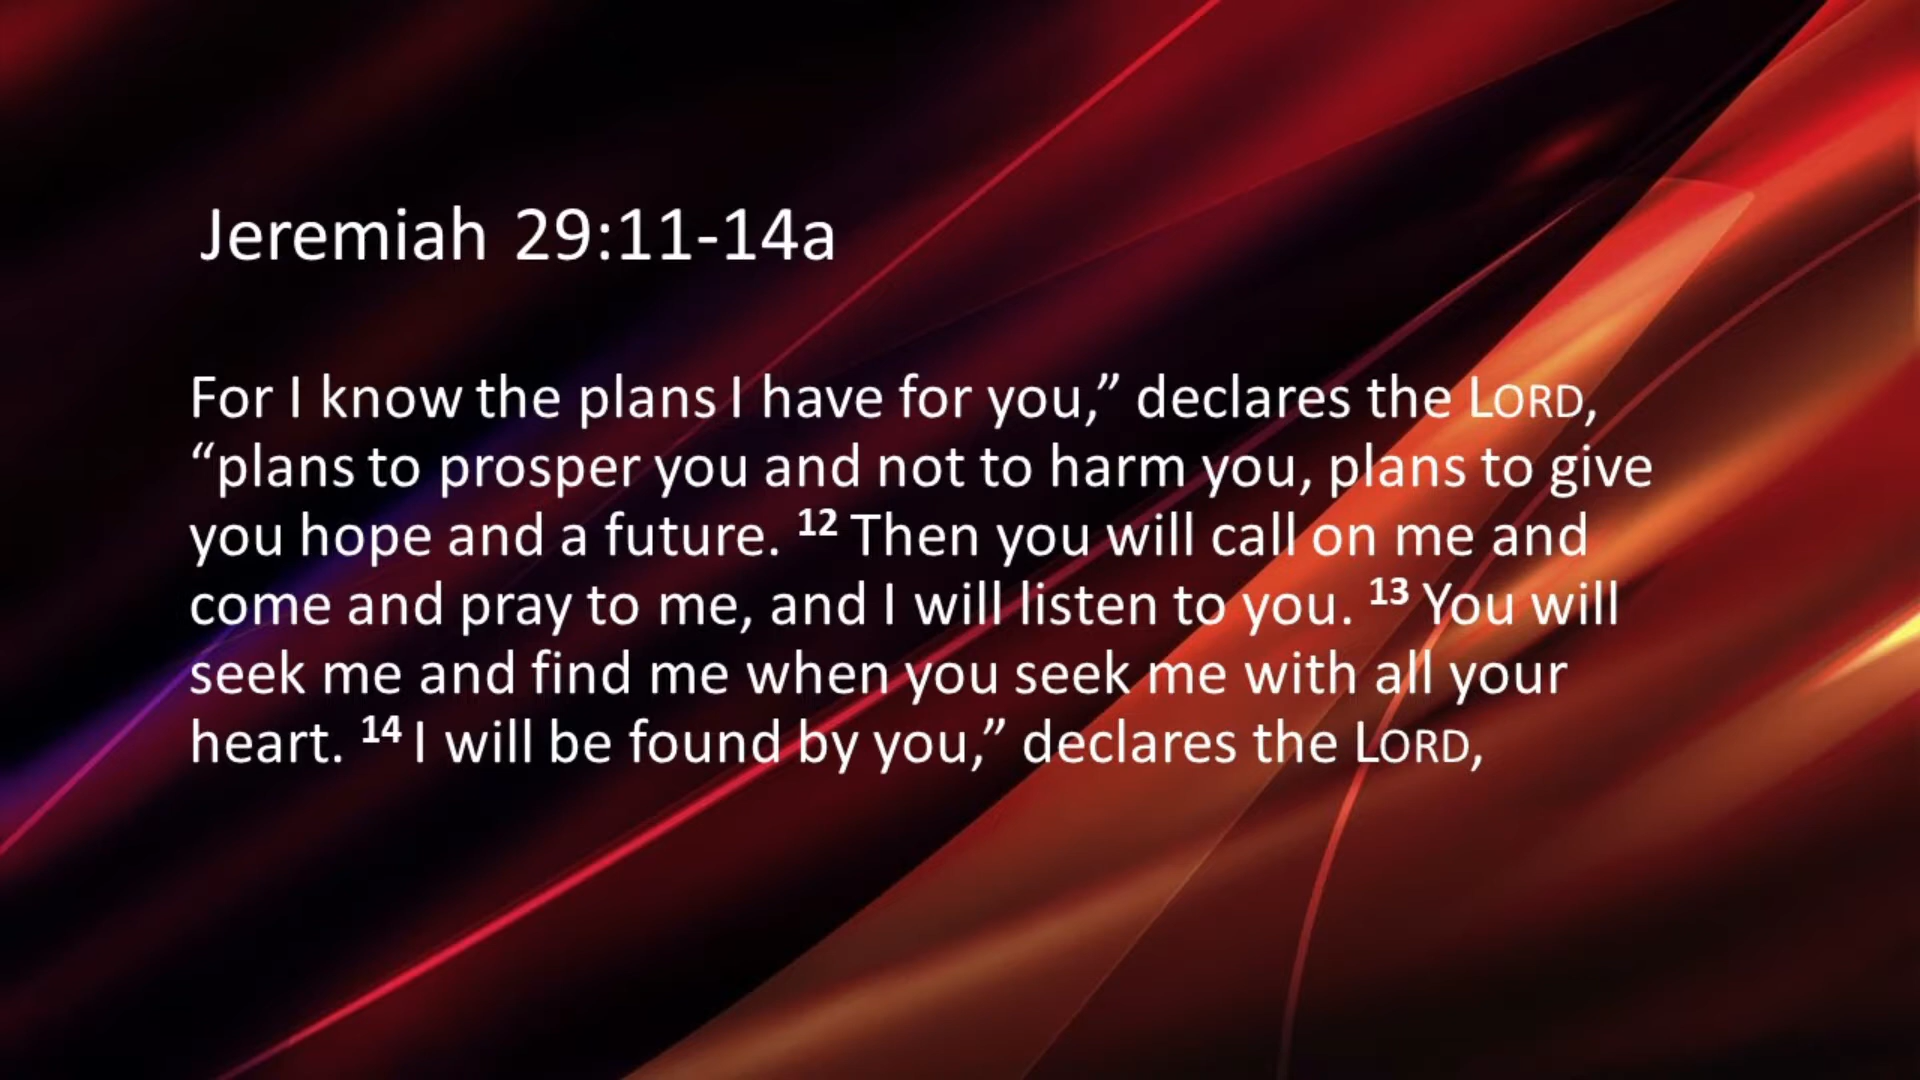 Jeremiah 29:11-14a
For I know the plans I have for you,” declares the LORD,
“plans to prosper you and not to harm you, plans to give
you hope and a future. 12 Then you will call on me and
come and pray to me, and I will listen to you. 13 You will
seek me and find me when you seek me with all your
heart. 14 I will be found by you,” declares the LORD,